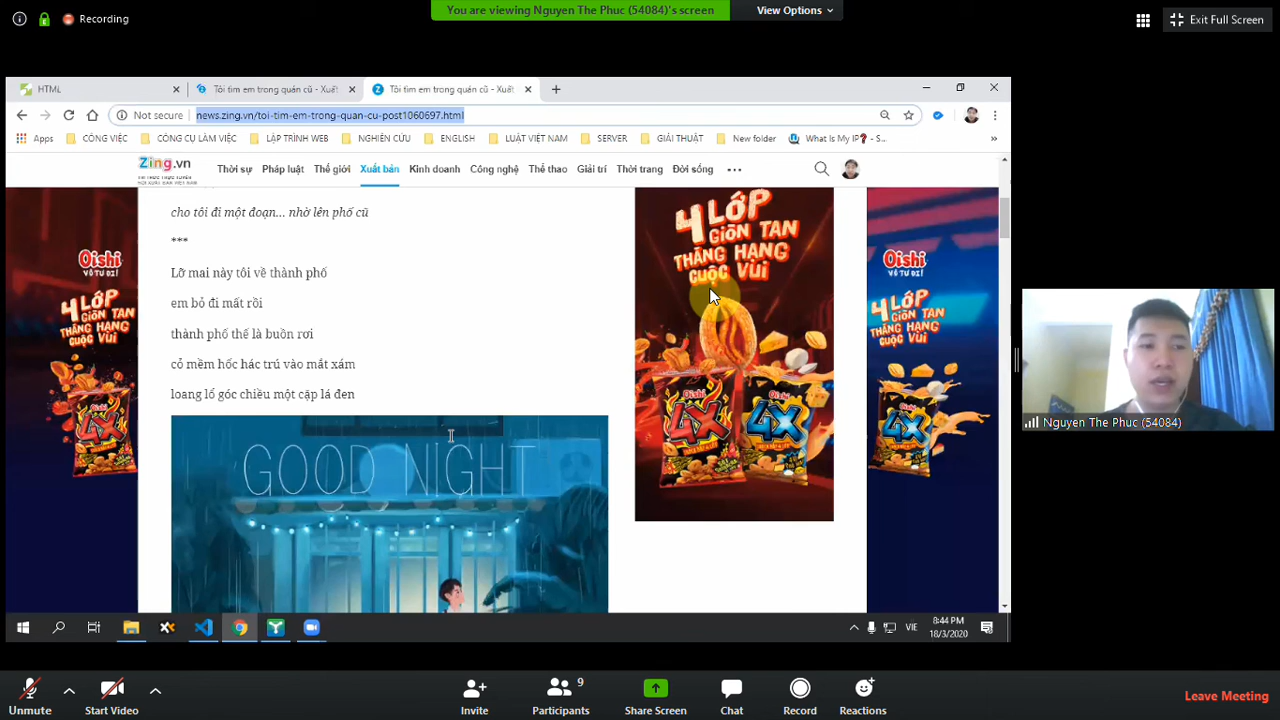 Recording
You are viewing Nguyen The Phuc (54084)'s screen
View Options
Exit Full Screen
HTML
Tôi tìm em trong quán cũ - Xuất
Tôi tìm em trong quán cũ - Xuất
Not secure
news.zing.vn/toi-tim-em-trong-quan-cu-post1060697.html
Apps
CÔNG VIỆC
CÔNG CỤ LÀM VIỆC
LẬP TRÌNH WEB
NGHIÊN CỨU
ENGLISH
LUẬT VIỆT NAM
SERVER
GIẢI THUẬT
New folder
What Is My IP? -
»
Zing.vn
Thời sự
Pháp luật
Thế giới
Xuất bản
Kinh doanh
Công nghệ
Thể thao
Giải trí
Thời trang
Đời sống
cho tôi đi một đoạn... nhờ lên phố cũ
***
Lỡ mai này tôi về thành phố
em bỏ đi mất rồi
thành phố thế là buồn rơi
cỏ mềm hốc hác trú vào mắt xám
loang lổ góc chiều một cặp lá đen
GOOD NIGHT
Oishi
VÔ TƯ ĐI!
4 LỚP
GIÒN TAN
THĂNG HẠNG
CUỘC VUI
4X
4 LỚP
GIÒN TAN
THĂNG HẠNG
CUỘC VUI
Oishi
4X
Oishi
4X
Oishi
VÔ TƯ ĐI!
4 LỚP
GIÒN TAN
THĂNG HẠNG
CUỘC VUI
4X
Nguyen The Phuc (54084)
VIE
8:44 PM
18/3/2020
Unmute
Start Video
Invite
9
Participants
Share Screen
Chat
Record
Reactions
Leave Meeting